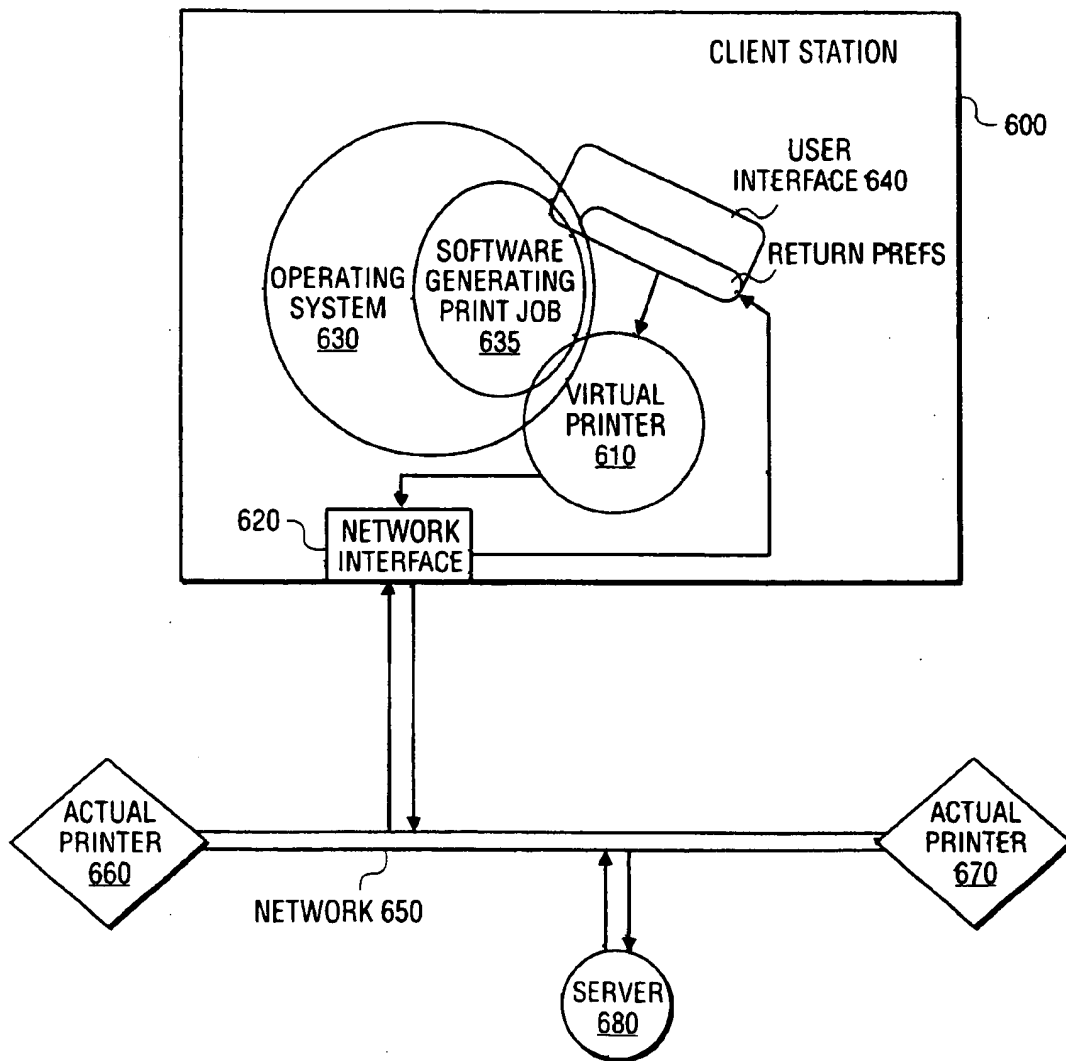 CLIENT STATION
600
USER
INTERFACE 640
RETURN PREFS
OPERATING
SYSTEM
630
SOFTWARE
GENERATING
PRINT JOB
635
VIRTUAL
PRINTER
610
620
NETWORK
INTERFACE
ACTUAL
PRINTER
660
ACTUAL
PRINTER
670
NETWORK 650
SERVER
680